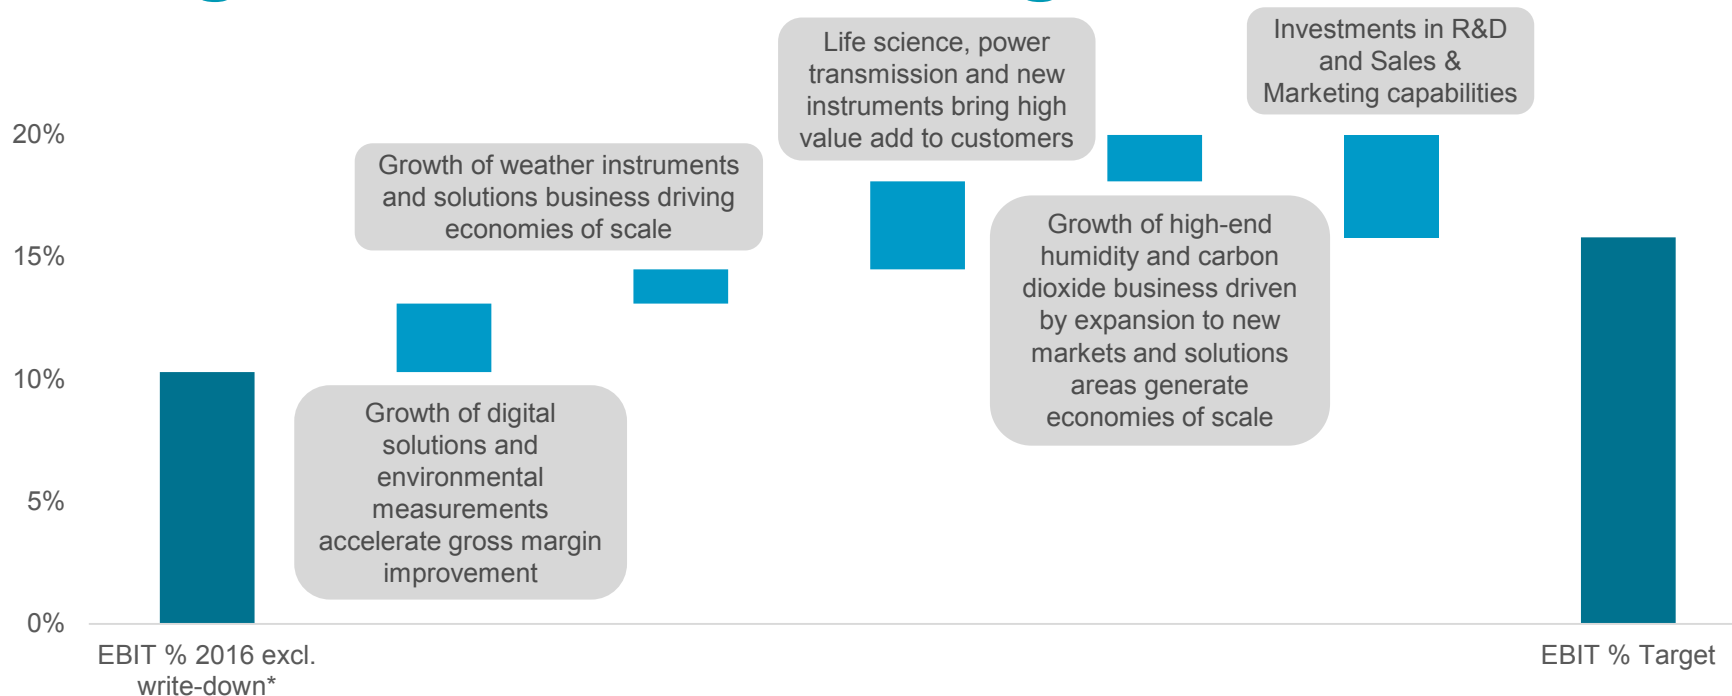 Life science, power
transmission and new
instruments bring high
value add to customers
Investments in R&D
and Sales &
Marketing capabilities
20%
Growth of weather instruments
and solutions business driving
economies of scale
15%
Growth of high-end
humidity and carbon
dioxide business driven
by expansion to new
markets and solutions
areas generate
economies of scale
10%
Growth of digital
solutions and
environmental
measurements
accelerate gross margin
improvement
5%
0%
EBIT % 2016 excl.
write-down*
EBIT % Target